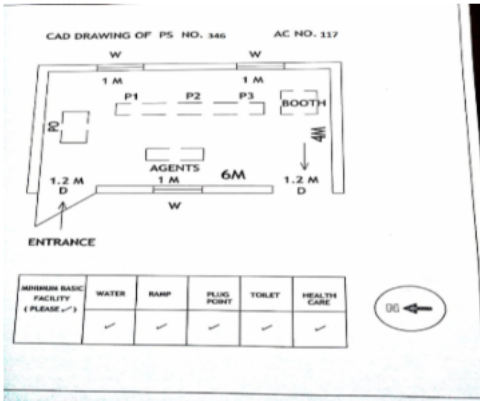 CAD DRAWING OF PS NO. 346 AC NO. 117
W W
1 M 1 M
P1 P2 P3
BOOTH
PO
4M
AGENTS
1.2 M 1 M 6M 1.2 M
D D
W
ENTRANCE
MINIMUM BASIC FACILITY ( PLEASE ✓ ) WATER RAMP PLUG POINT TOILET HEALTH CARE
✓ ✓ ✓ ✓ ✓